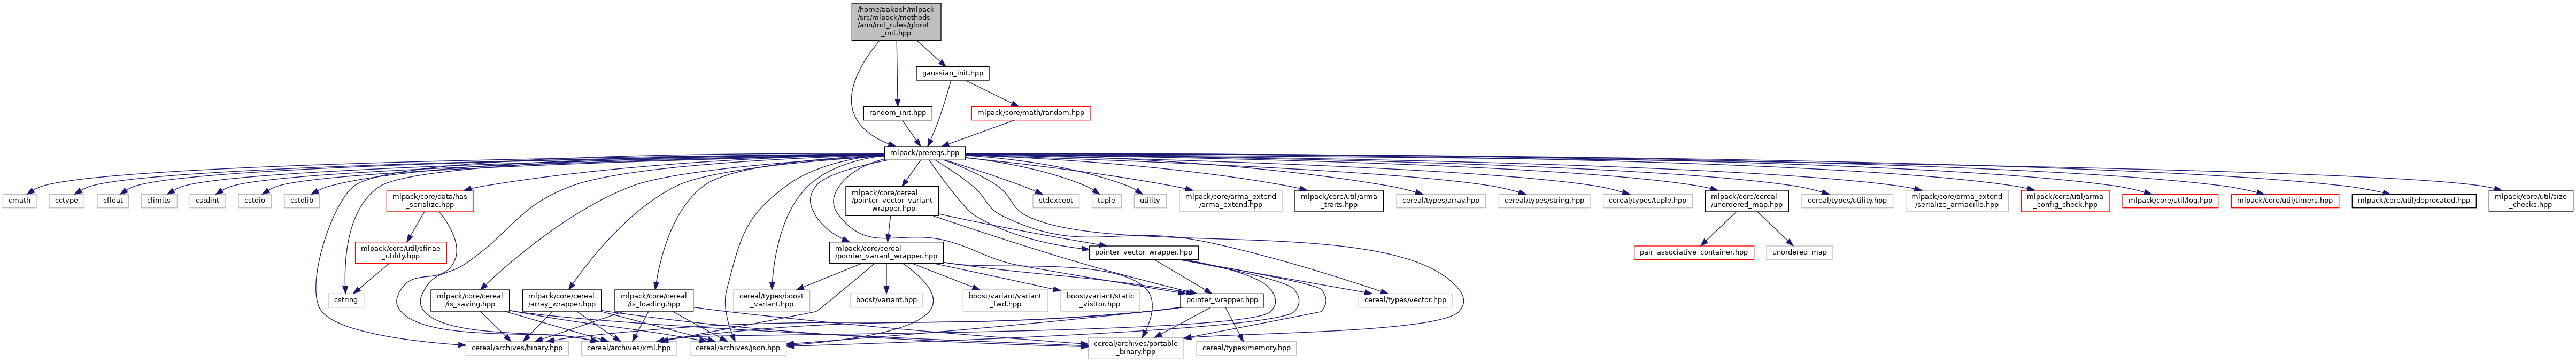 /home/aakash/mlpack
/src/mlpack/methods
/ann/init_rules/glorot
_init.hpp
gaussian_init.hpp
random_init.hpp
mlpack/core/math/random.hpp
mlpack/prereqs.hpp
cmath
cctype
cfloat
climits
cstdint
cstdio
cstdlib
mlpack/core/data/has
_serialize.hpp
mlpack/core/cereal
/pointer_vector_variant
_wrapper.hpp
stdexcept
tuple
utility
mlpack/core/arma_extend
/arma_extend.hpp
mlpack/core/util/arma
_traits.hpp
cereal/types/array.hpp
cereal/types/string.hpp
cereal/types/tuple.hpp
mlpack/core/cereal
/unordered_map.hpp
cereal/types/utility.hpp
mlpack/core/arma_extend
/serialize_armadillo.hpp
mlpack/core/util/arma
_config_check.hpp
mlpack/core/util/log.hpp
mlpack/core/util/timers.hpp
mlpack/core/util/deprecated.hpp
mlpack/core/util/size
_checks.hpp
mlpack/core/util/sfinae
_utility.hpp
mlpack/core/cereal
/pointer_variant_wrapper.hpp
pointer_vector_wrapper.hpp
pair_associative_container.hpp
unordered_map
cstring
mlpack/core/cereal
/is_saving.hpp
mlpack/core/cereal
/array_wrapper.hpp
mlpack/core/cereal
/is_loading.hpp
cereal/types/boost
_variant.hpp
boost/variant.hpp
boost/variant/variant
_fwd.hpp
boost/variant/static
_visitor.hpp
pointer_wrapper.hpp
cereal/types/vector.hpp
cereal/archives/binary.hpp
cereal/archives/xml.hpp
cereal/archives/json.hpp
cereal/archives/portable
_binary.hpp
cereal/types/memory.hpp